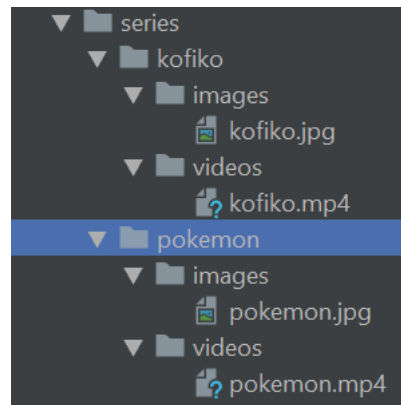 series
kofiko
images
kofiko.jpg
videos
kofiko.mp4
pokemon
images
pokemon.jpg
videos
pokemon.mp4